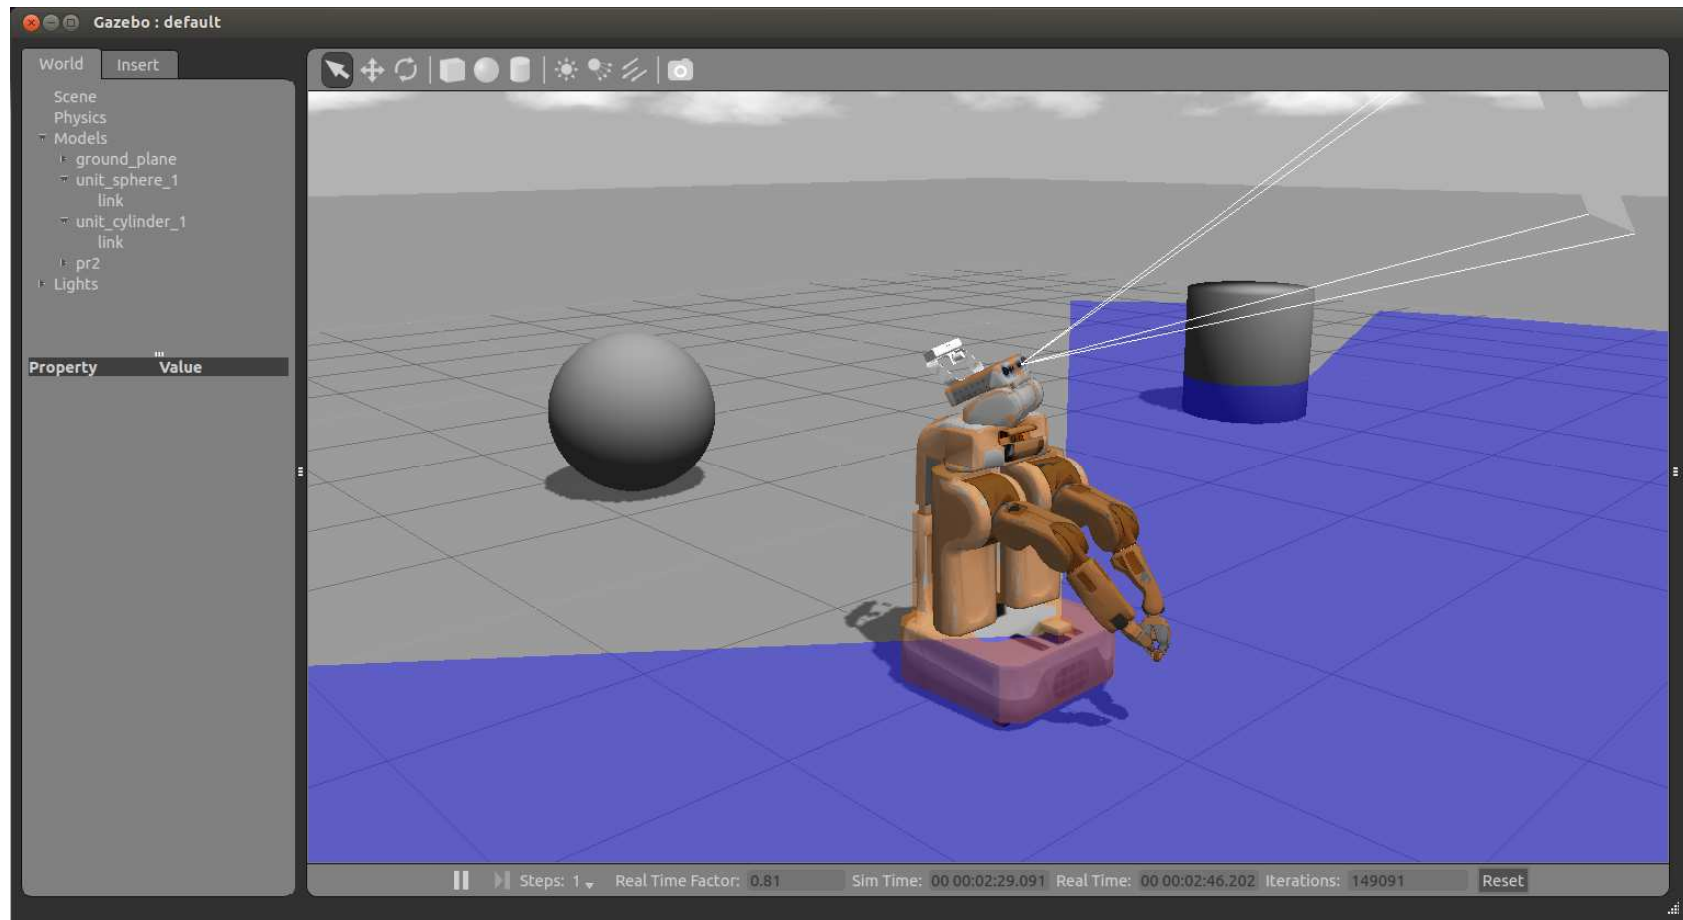 Gazebo : default
World Insert
Scene
Physics
Models
ground_plane
unit_sphere_1
link
unit_cylinder_1
link
pr2
Lights
Property Value
Steps: 1 Real Time Factor: 0.81 Sim Time: 00 00:02:29.091 Real Time: 00 00:02:46.202 Iterations: 149091 Reset